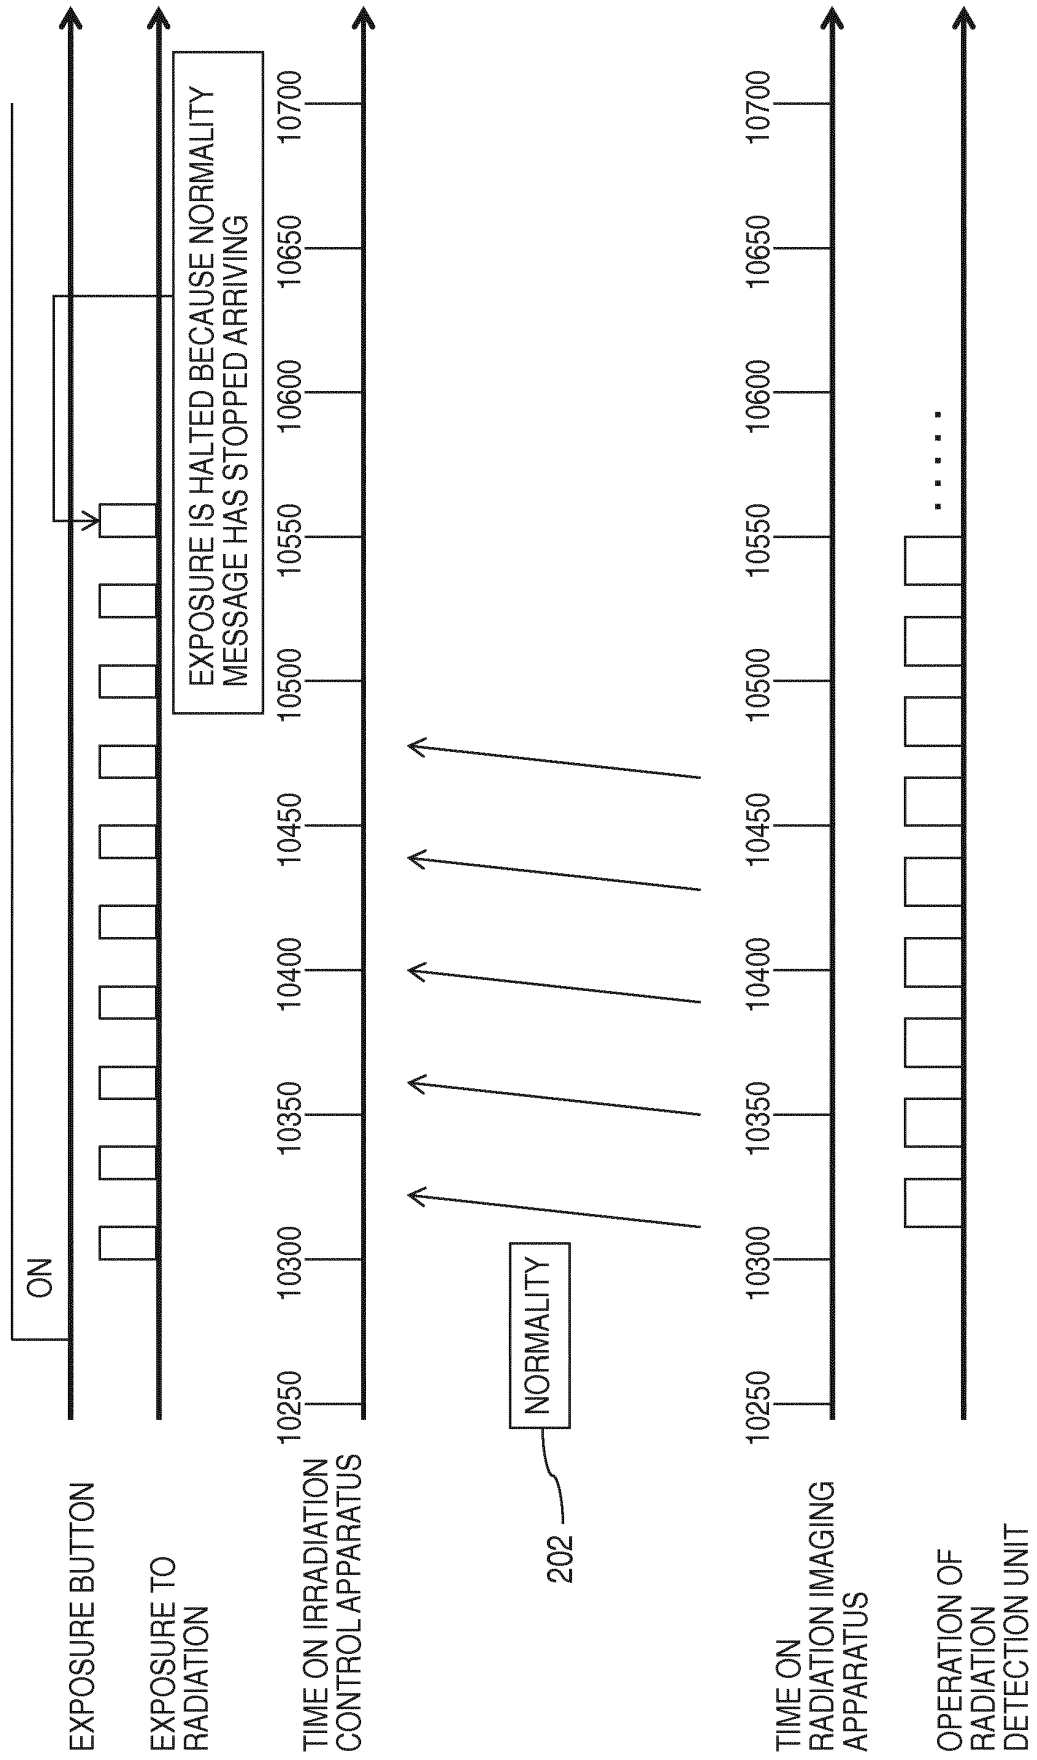 EXPOSURE BUTTON
ON
EXPOSURE TO
RADIATION
EXPOSURE IS HALTED BECAUSE NORMALITY
MESSAGE HAS STOPPED ARRIVING
TIME ON IRRADIATION
CONTROL APPARATUS
10250 10300 10350 10400 10450 10500 10550 10600 10650 10700
NORMALITY
202
TIME ON
RADIATION IMAGING
APPARATUS
10250 10300 10350 10400 10450 10500 10550 10600 10650 10700
OPERATION OF
RADIATION
DETECTION UNIT
.....